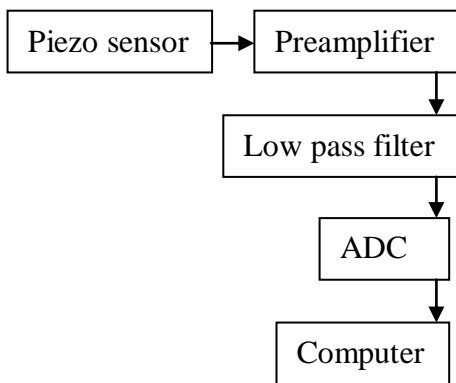 Piezo sensor
Preamplifier
Low pass filter
ADC
Computer